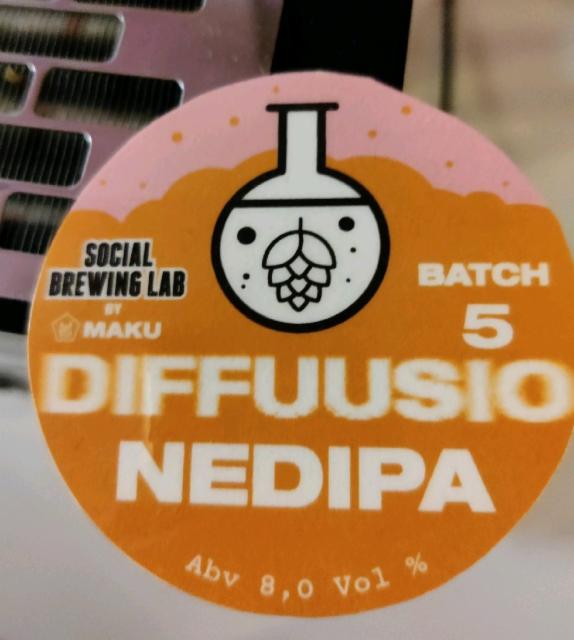 SOCIAL
BREWING LAB
BY
MAKU
BATCH
5
DIFFUUSIO
NEDIPA
Abv 8,0 Vol %